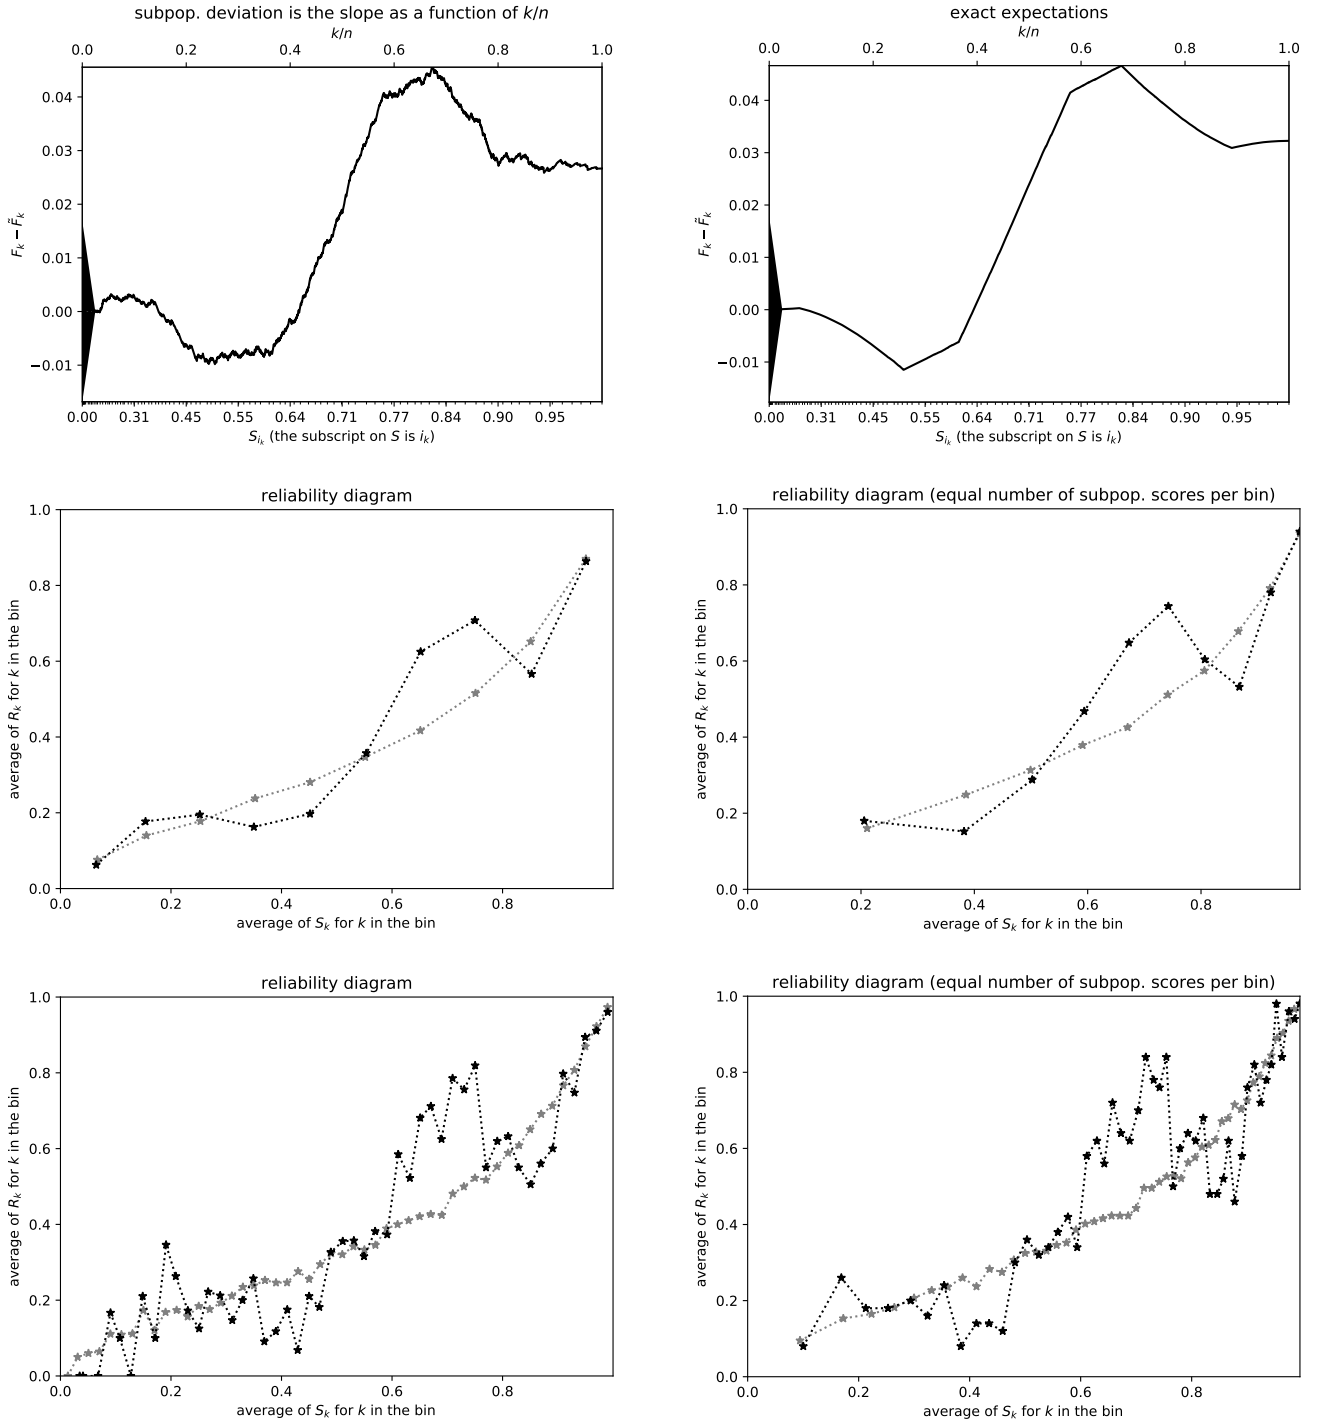 subpop. deviation is the slope as a function of k/n
k/n
0.0 0.2 0.4 0.6 0.8 1.0
0.04
0.03
0.02
0.01
0.00
−0.01
F_k − F̃_k
0.00 0.31 0.45 0.55 0.64 0.71 0.77 0.84 0.90 0.95
S_{i_k} (the subscript on S is i_k)
exact expectations
k/n
0.0 0.2 0.4 0.6 0.8 1.0
0.04
0.03
0.02
0.01
0.00
−0.01
F_k − F̃_k
0.00 0.31 0.45 0.55 0.64 0.71 0.77 0.84 0.90 0.95
S_{i_k} (the subscript on S is i_k)
reliability diagram
1.0
0.8
0.6
0.4
0.2
0.0
average of R_k for k in the bin
0.0 0.2 0.4 0.6 0.8
average of S_k for k in the bin
reliability diagram (equal number of subpop. scores per bin)
1.0
0.8
0.6
0.4
0.2
0.0
average of R_k for k in the bin
0.0 0.2 0.4 0.6 0.8
average of S_k for k in the bin
reliability diagram
1.0
0.8
0.6
0.4
0.2
0.0
average of R_k for k in the bin
0.0 0.2 0.4 0.6 0.8
average of S_k for k in the bin
reliability diagram (equal number of subpop. scores per bin)
1.0
0.8
0.6
0.4
0.2
0.0
average of R_k for k in the bin
0.0 0.2 0.4 0.6 0.8
average of S_k for k in the bin